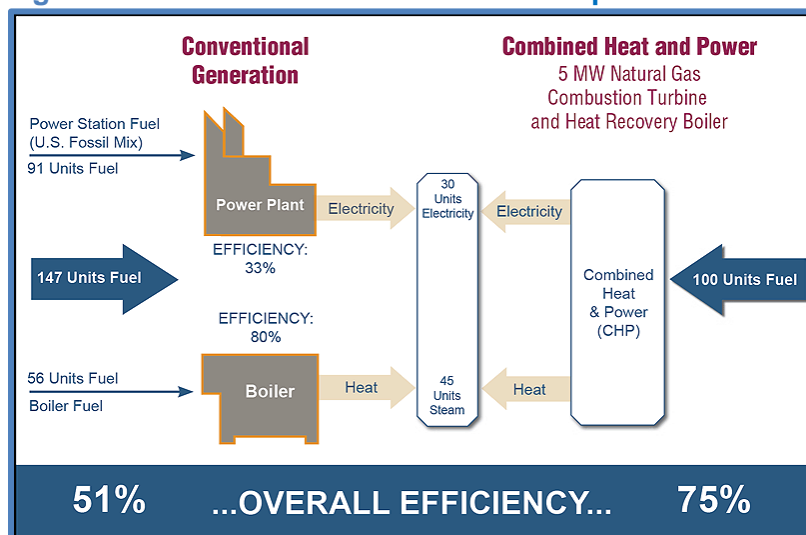 Conventional
Generation
Combined Heat and Power
5 MW Natural Gas
Combustion Turbine
and Heat Recovery Boiler
Power Station Fuel
(U.S. Fossil Mix)
91 Units Fuel
Power Plant
EFFICIENCY:
33%
Electricity
30
Units
Electricity
Electricity
147 Units Fuel
Combined
Heat
& Power
(CHP)
100 Units Fuel
EFFICIENCY:
80%
56 Units Fuel
Boiler Fuel
Boiler
Heat
45
Units
Steam
Heat
51% ...OVERALL EFFICIENCY... 75%